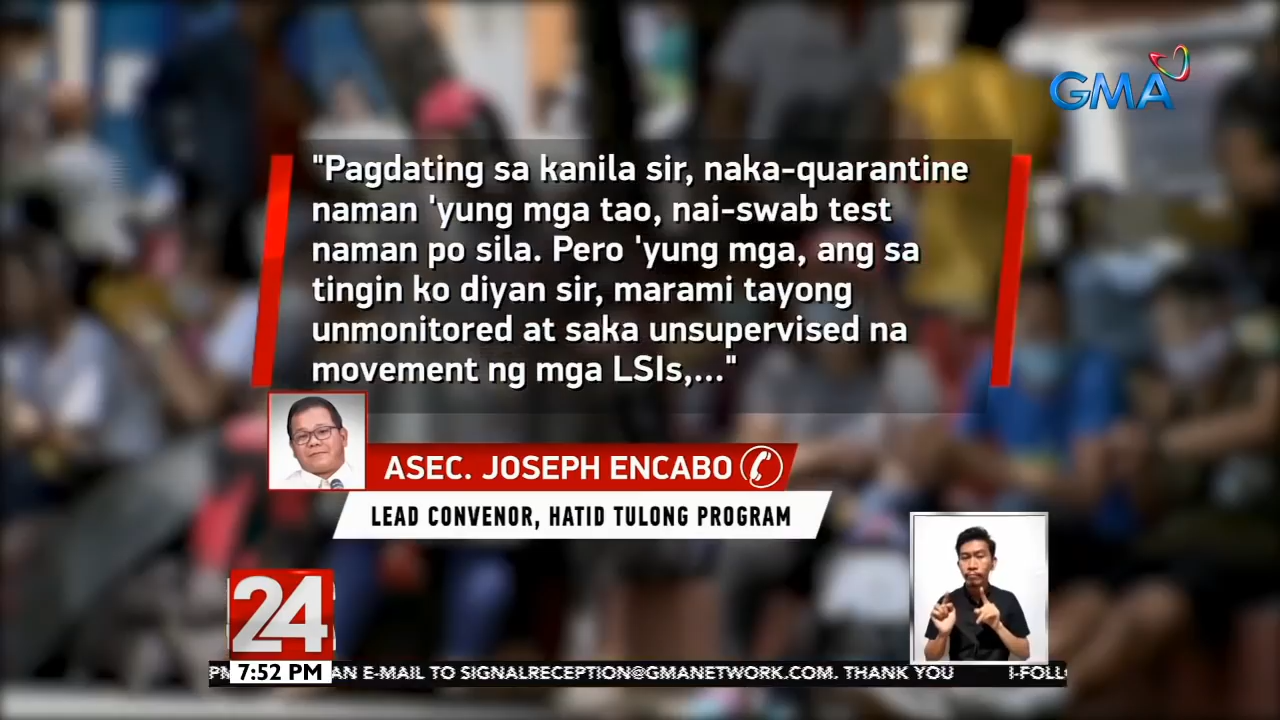 GMA
"Pagdating sa kanila sir, naka-quarantine
naman 'yung mga tao, nai-swab test
naman po sila. Pero 'yung mga, ang sa
tingin ko diyan sir, marami tayong
unmonitored at saka unsupervised na
movement ng mga LSIs,..."
ASEC. JOSEPH ENCABO
LEAD CONVENOR, HATID TULONG PROGRAM
24
7:52 PM
AN E-MAIL TO SIGNALRECEPTION@GMANETWORK.COM. THANK YOU